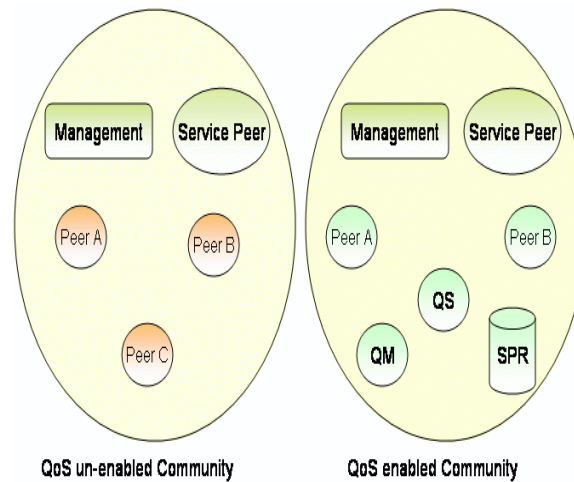 Management
Service Peer
Peer A
Peer B
Peer C
QoS un-enabled Community
Management
Service Peer
Peer A
Peer B
QS
QM
SPR
QoS enabled Community